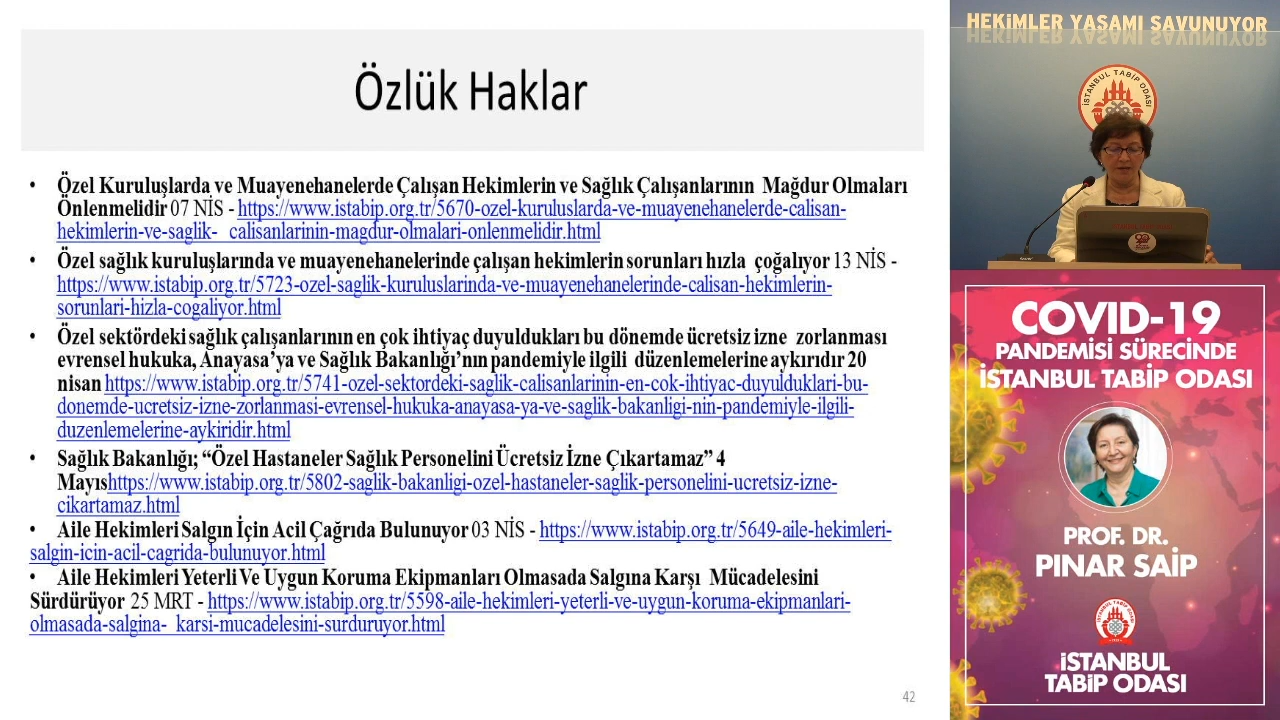 Özlük Haklar
• Özel Kuruluşlarda ve Muayenehanelerde Çalışan Hekimlerin ve Sağlık Çalışanlarının Mağdur Olmaları
Önlenmelidir 07 NİS - https://www.istabip.org.tr/5670-ozel-kuruluslarda-ve-muayenehanelerde-calisan-
hekimlerin-ve-saglik- calisanlarinin-magdur-olmalari-onlenmelidir.html
• Özel sağlık kuruluşlarında ve muayenehanelerinde çalışan hekimlerin sorunları hızla çoğalıyor 13 NİS -
https://www.istabip.org.tr/5723-ozel-saglik-kuruluslarinda-ve-muayenehanelerinde-calisan-hekimlerin-
sorunlari-hizla-cogaliyor.html
• Özel sektördeki sağlık çalışanlarının en çok ihtiyaç duyuldukları bu dönemde ücretsiz izne zorlanması
evrensel hukuka, Anayasa’ya ve Sağlık Bakanlığı’nın pandemiyle ilgili düzenlemelerine aykırıdır 20
nisan https://www.istabip.org.tr/5741-ozel-sektordeki-saglik-calisanlarinin-en-cok-ihtiyac-duyulduklari-bu-
donemde-ucretsiz-izne-zorlanmasi-evrensel-hukuka-anayasa-ya-ve-saglik-bakanligi-nin-pandemiyle-ilgili-
duzenlemelerine-aykiridir.html
• Sağlık Bakanlığı; “Özel Hastaneler Sağlık Personelini Ücretsiz İzne Çıkartamaz” 4
Mayıshttps://www.istabip.org.tr/5802-saglik-bakanligi-ozel-hastaneler-saglik-personelini-ucretsiz-izne-
cikartamaz.html
• Aile Hekimleri Salgın İçin Acil Çağrıda Bulunuyor 03 NİS - https://www.istabip.org.tr/5649-aile-hekimleri-
salgin-icin-acil-cagrida-bulunuyor.html
• Aile Hekimleri Yeterli Ve Uygun Koruma Ekipmanları Olmasada Salgına Karşı Mücadelesini
Sürdürüyor 25 MRT - https://www.istabip.org.tr/5598-aile-hekimleri-yeterli-ve-uygun-koruma-ekipmanlari-
olmasada-salgina- karsi-mucadelesini-surduruyor.html
42
HEKİMLER YAŞAMI SAVUNUYOR
İSTANBUL TABİP ODASI
COVID-19
PANDEMİSİ SÜRECİNDE
İSTANBUL TABİP ODASI
PROF. DR.
PINAR SAİP
İSTANBUL
TABİP ODASI